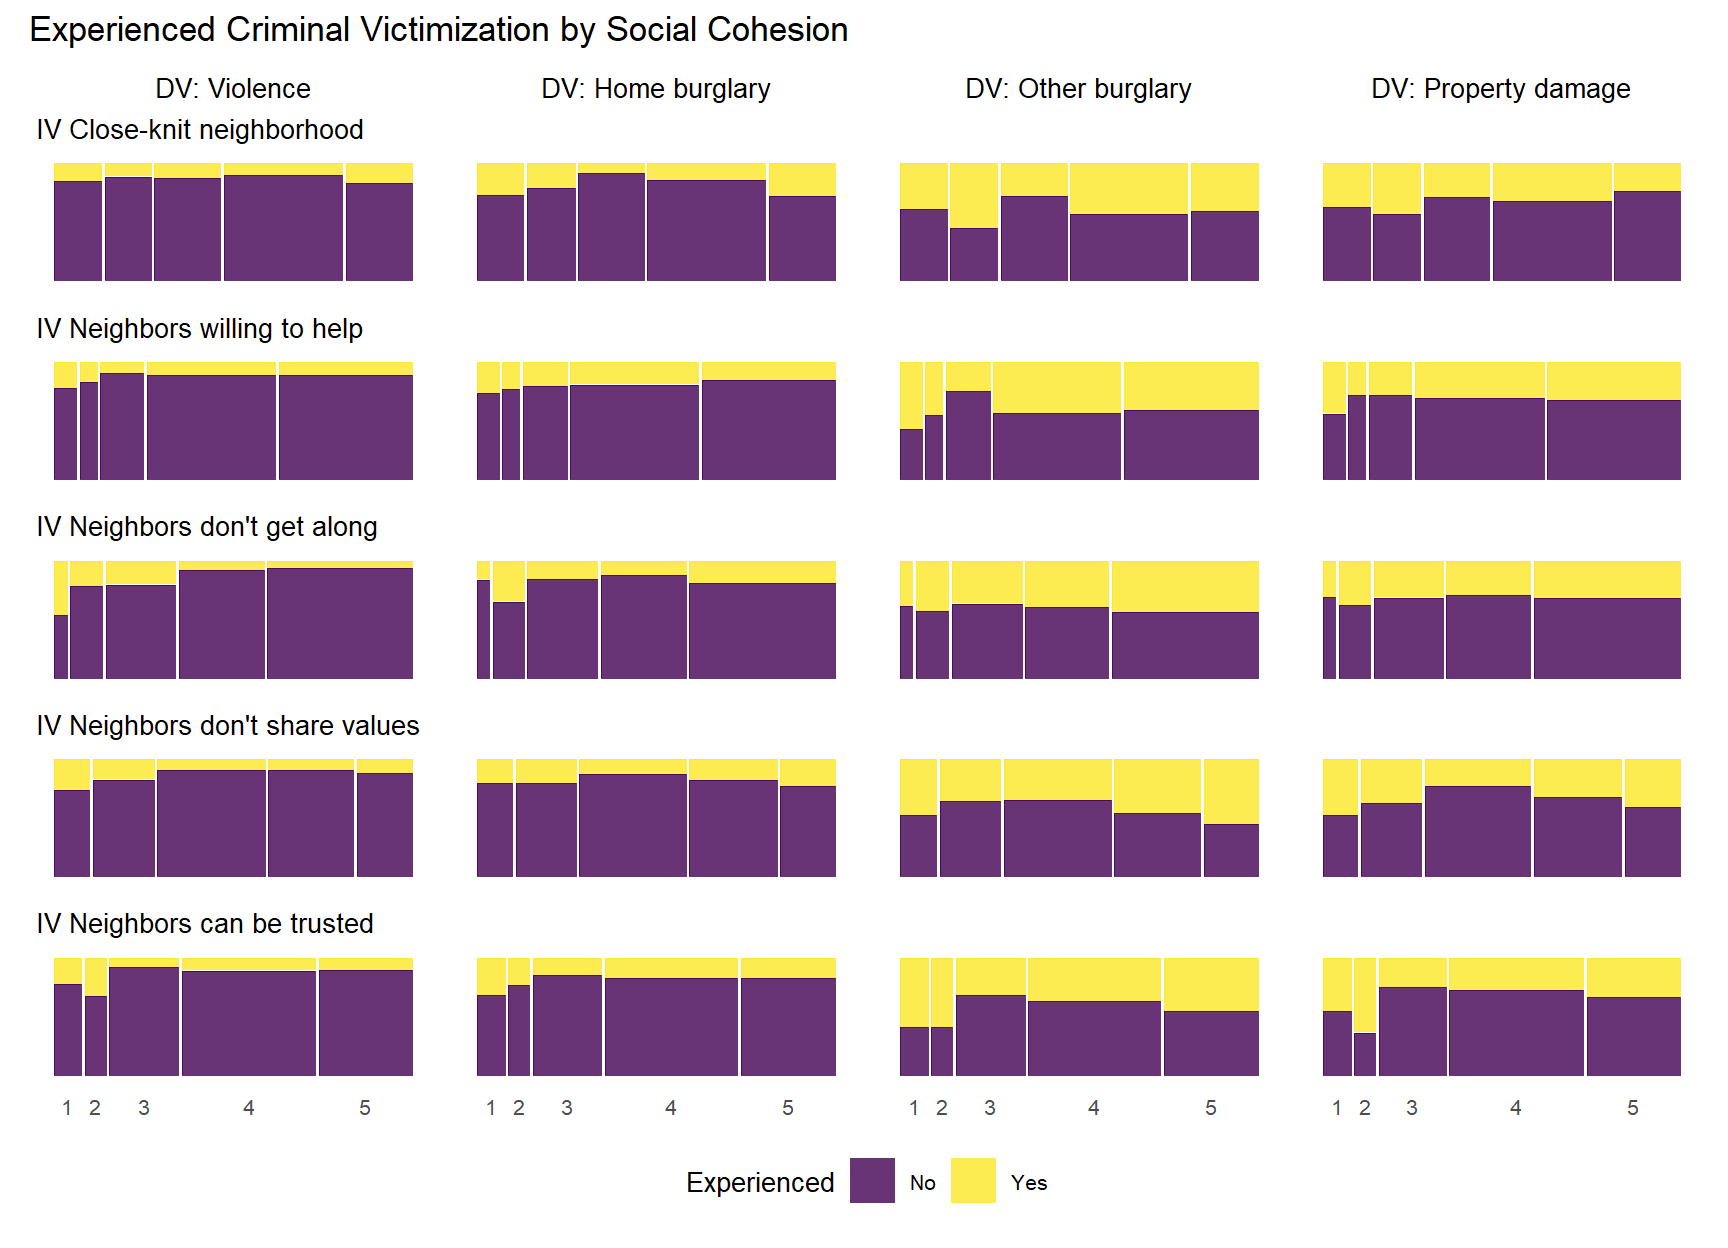 Experienced Criminal Victimization by Social Cohesion
DV: Violence DV: Home burglary DV: Other burglary DV: Property damage
IV Close-knit neighborhood
IV Neighbors willing to help
IV Neighbors don't get along
IV Neighbors don't share values
IV Neighbors can be trusted
1 2 3 4 5 1 2 3 4 5 1 2 3 4 5 1 2 3 4 5
Experienced No Yes